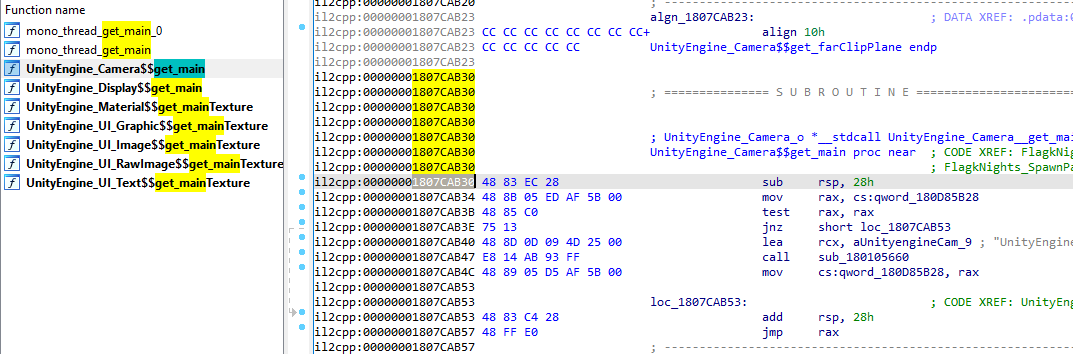 Function name
mono_thread_get_main_0
mono_thread_get_main
UnityEngine_Camera$$get_main
UnityEngine_Display$$get_main
UnityEngine_Material$$get_mainTexture
UnityEngine_UI_Graphic$$get_mainTexture
UnityEngine_UI_Image$$get_mainTexture
UnityEngine_UI_RawImage$$get_mainTexture
UnityEngine_UI_Text$$get_mainTexture
il2cpp:00000001807CAB20
il2cpp:00000001807CAB23 algn_1807CAB23: ; DATA XREF: .pdata:0
il2cpp:00000001807CAB23 CC CC CC CC CC CC CC CC+ align 10h
il2cpp:00000001807CAB23 CC CC CC CC CC UnityEngine_Camera$$get_farClipPlane endp
il2cpp:00000001807CAB23
il2cpp:00000001807CAB30
il2cpp:00000001807CAB30 ; =============== S U B R O U T I N E =======================
il2cpp:00000001807CAB30
il2cpp:00000001807CAB30
il2cpp:00000001807CAB30 ; UnityEngine_Camera_o *__stdcall UnityEngine_Camera__get_ma
il2cpp:00000001807CAB30 UnityEngine_Camera$$get_main proc near ; CODE XREF: FlagkNigh
il2cpp:00000001807CAB30 ; FlagkNights_SpawnPa
il2cpp:00000001807CAB30 48 83 EC 28 sub rsp, 28h
il2cpp:00000001807CAB34 48 8B 05 ED AF 5B 00 mov rax, cs:qword_180D85B28
il2cpp:00000001807CAB3B 48 85 C0 test rax, rax
il2cpp:00000001807CAB3E 75 13 jnz short loc_1807CAB53
il2cpp:00000001807CAB40 48 8D 0D 09 4D 25 00 lea rcx, aUnityengineCam_9 ; "UnityEngine
il2cpp:00000001807CAB47 E8 14 AB 93 FF call sub_180105660
il2cpp:00000001807CAB4C 48 89 05 D5 AF 5B 00 mov cs:qword_180D85B28, rax
il2cpp:00000001807CAB53
il2cpp:00000001807CAB53 loc_1807CAB53: ; CODE XREF: UnityEng
il2cpp:00000001807CAB53 48 83 C4 28 add rsp, 28h
il2cpp:00000001807CAB57 48 FF E0 jmp rax
il2cpp:00000001807CAB57 ; ---------------------------------------------------------------------------